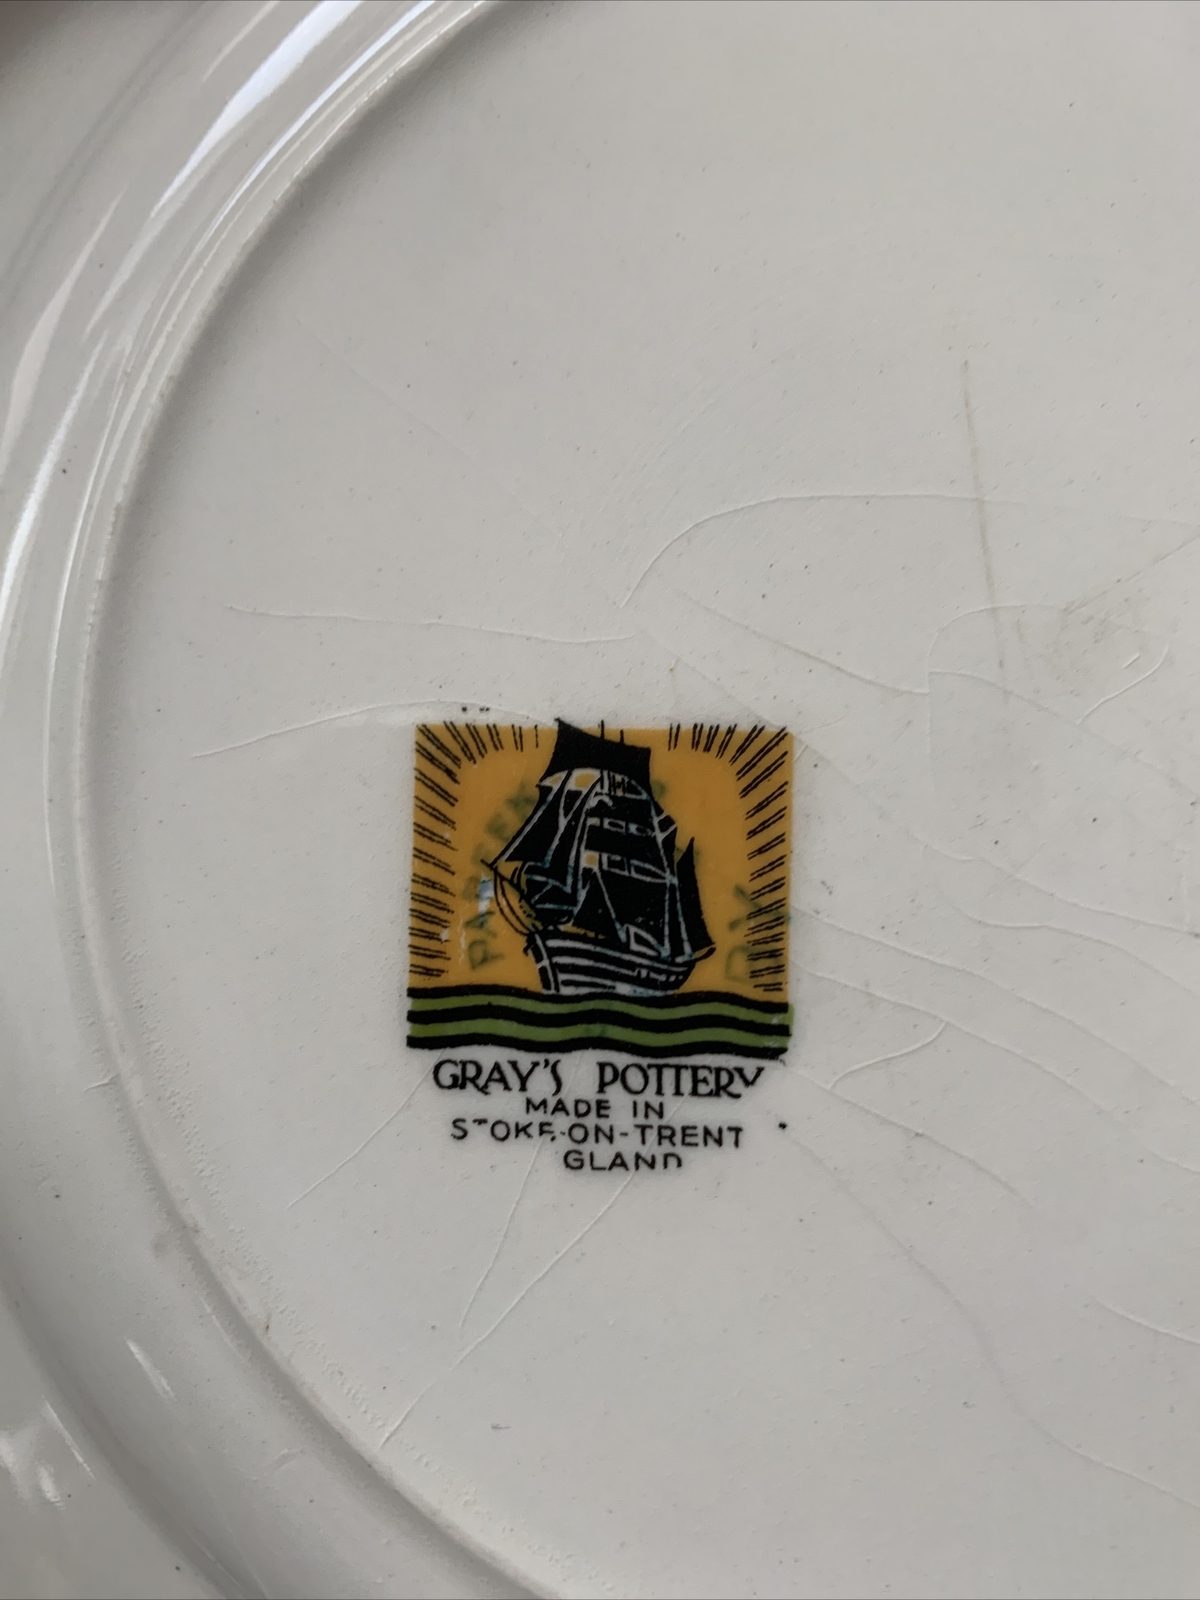 GRAY'S POTTERY
MADE IN
STOKE-ON-TRENT
GLAND